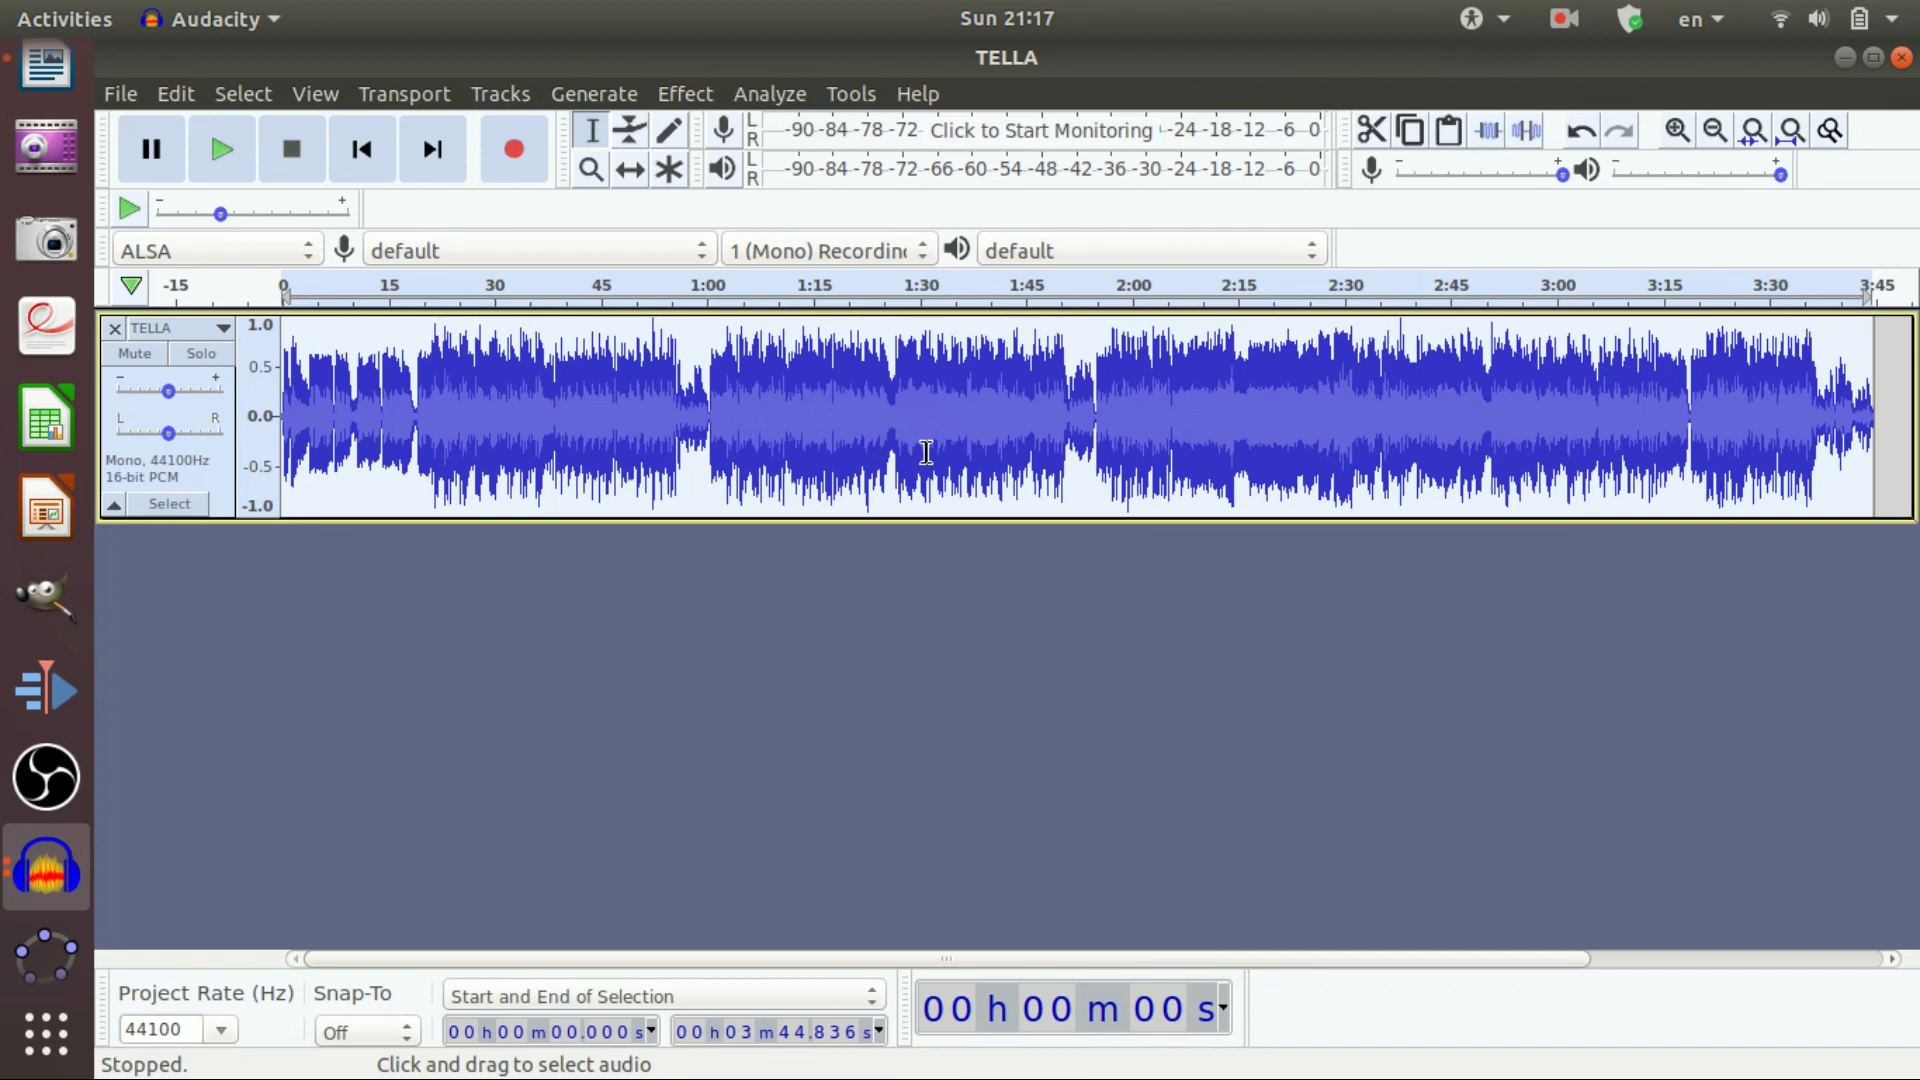 Activities Audacity Sun 21:17 en
TELLA
File Edit Select View Transport Tracks Generate Effect Analyze Tools Help
L R -90 -84 -78 -72 Click to Start Monitoring -24 -18 -12 -6 0
L R -90 -84 -78 -72 -66 -60 -54 -48 -42 -36 -30 -24 -18 -12 -6 0
- +
- +
- +
ALSA default 1 (Mono) Recording default
-15 0 15 30 45 1:00 1:15 1:30 1:45 2:00 2:15 2:30 2:45 3:00 3:15 3:30 3:45
TELLA 1.0
Mute Solo
- + 0.5
L R 0.0
Mono, 44100Hz -0.5
16-bit PCM
Select -1.0
Project Rate (Hz) Snap-To Start and End of Selection
44100 Off 00 h 00 m 00.000 s 00 h 03 m 44.836 s 00 h 00 m 00 s
Stopped. Click and drag to select audio